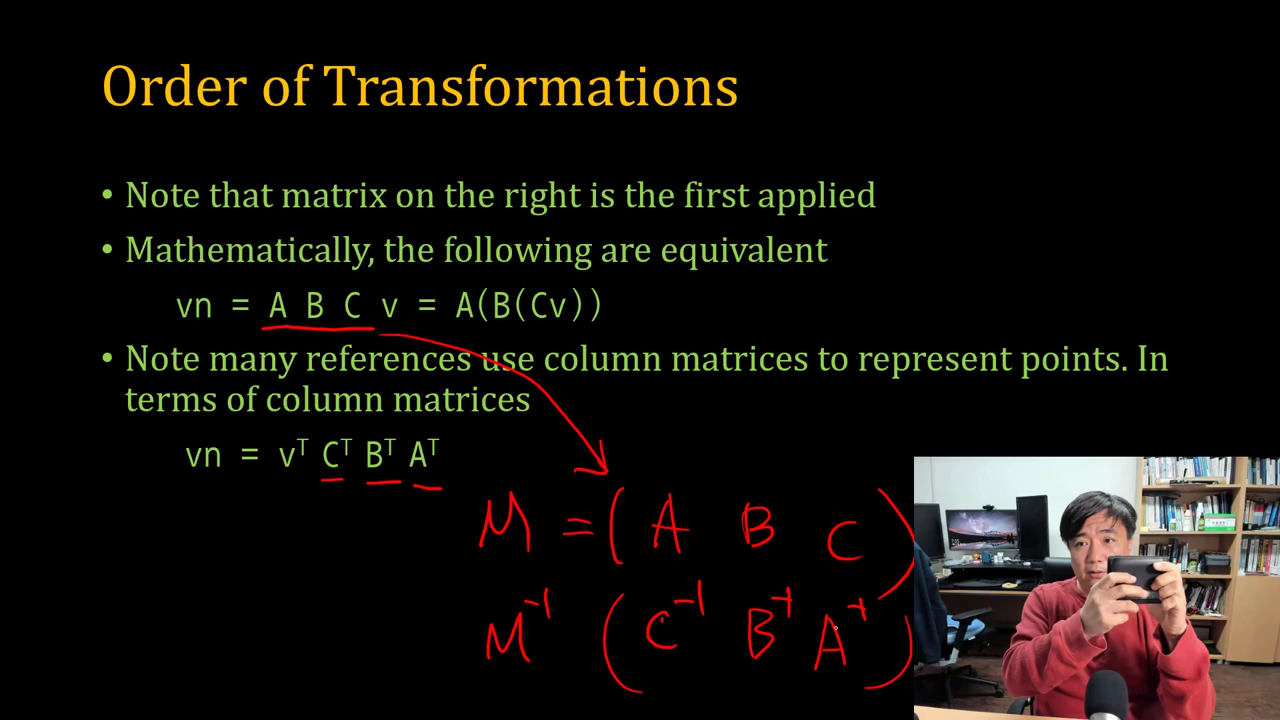 Order of Transformations
• Note that matrix on the right is the first applied
• Mathematically, the following are equivalent
vn = A B C v = A(B(Cv))
• Note many references use column matrices to represent points. In
terms of column matrices
vn = vᵀ Cᵀ Bᵀ Aᵀ
M = ( A B C )
M⁻¹ ( C⁻¹ B⁻¹ A⁻¹ )